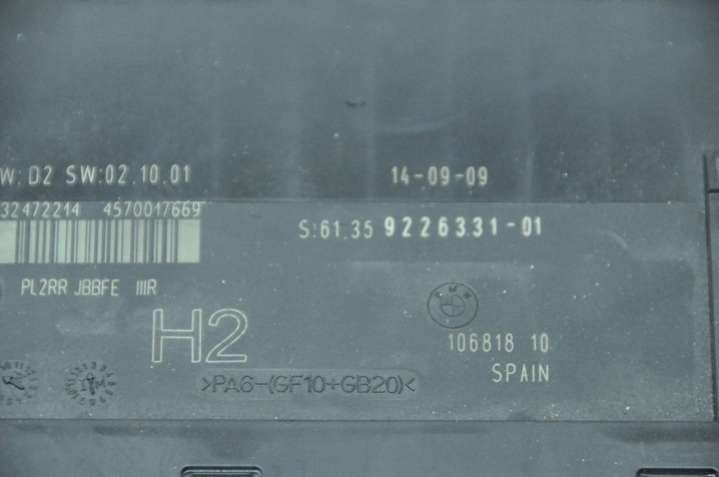 W: D2 SW:02.10.01 14-09-09
32472214 4570017669
S:61.35 9226331-01
PL2RR JBBFE IIIR
BMW
H2
106818 10
SPAIN
>PA6-(GF10+GB20)<